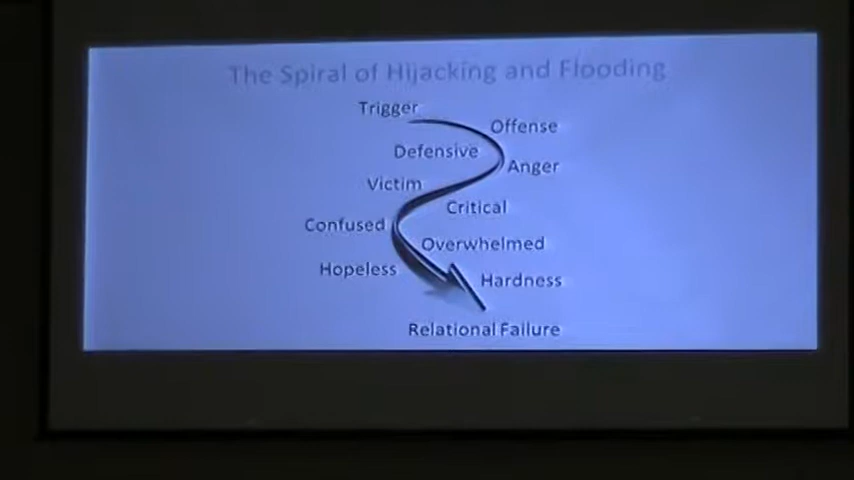 The Spiral of Hijacking and Flooding
Trigger
Offense
Defensive
Anger
Victim
Critical
Confused
Overwhelmed
Hopeless
Hardness
Relational Failure